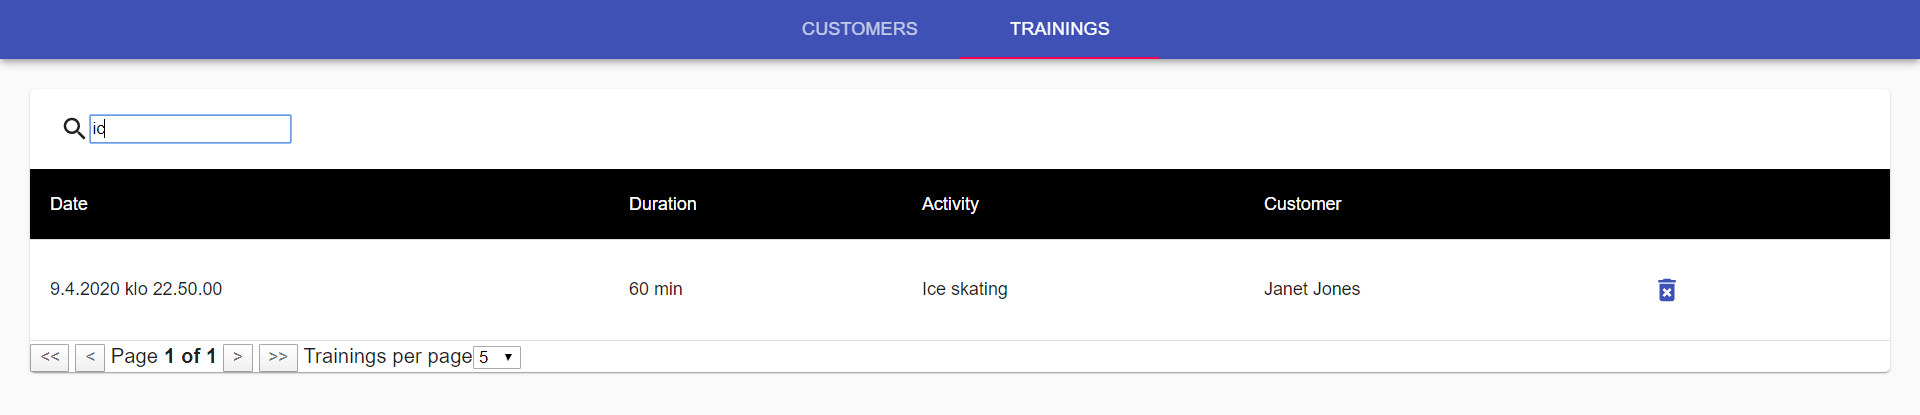 CUSTOMERS TRAININGS
ic
Date Duration Activity Customer
9.4.2020 klo 22.50.00 60 min Ice skating Janet Jones
<< < Page 1 of 1 > >> Trainings per page 5